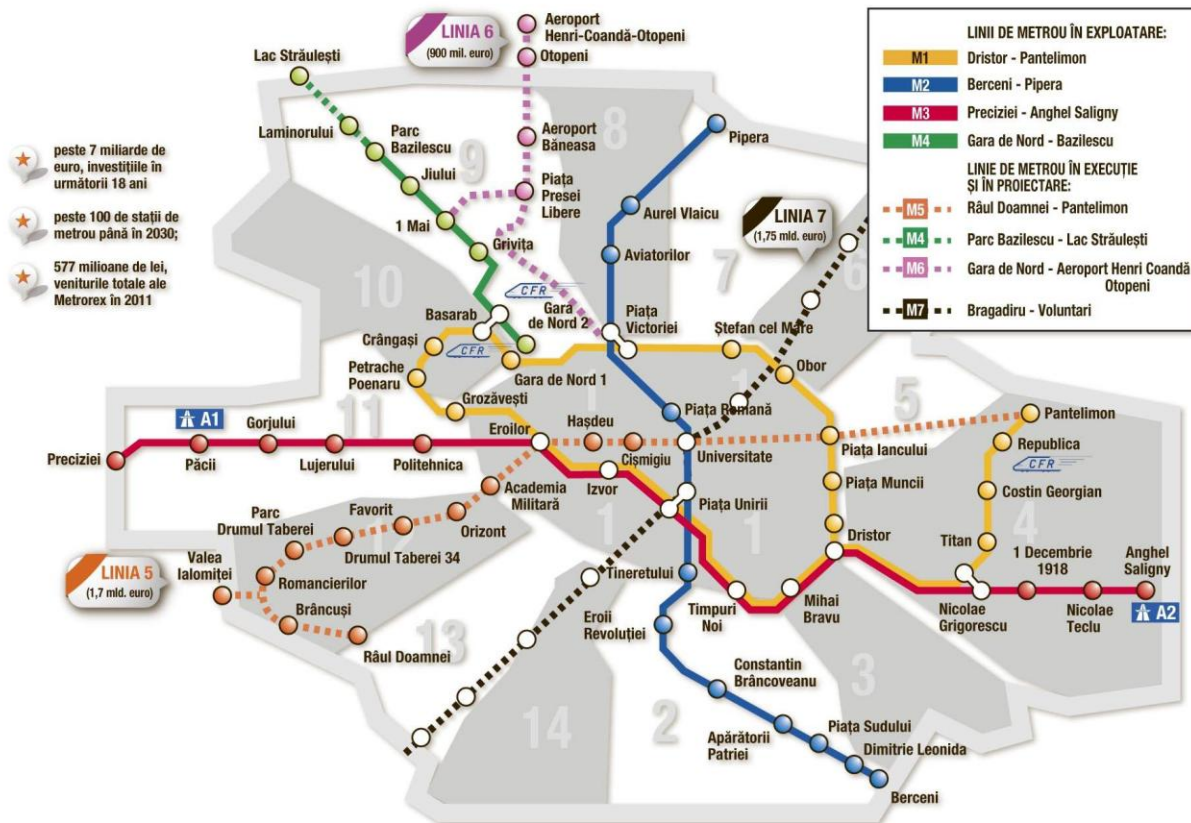 LINIA 6
(900 mil. euro)
Aeroport
Henri-Coandă-Otopeni
Otopeni
Lac Străulești
Laminorului
Parc
Bazilescu
Jiului
1 Mai
Grivița
Aeroport
Băneasa
Piața
Presei
Libere
9
8
Pipera
Aurel Vlaicu
Aviatorilor
LINIA 7
(1,75 mld. euro)
7
6
peste 7 miliarde de
euro, investițiile în
următorii 18 ani
peste 100 de stații de
metrou până în 2030;
577 milioane de lei,
veniturile totale ale
Metrorex în 2011
LINII DE METROU ÎN EXPLOATARE:
M1 Dristor - Pantelimon
M2 Berceni - Pipera
M3 Preciziei - Anghel Saligny
M4 Gara de Nord - Bazilescu
LINIE DE METROU ÎN EXECUȚIE
ȘI ÎN PROIECTARE:
M5 Râul Doamnei - Pantelimon
M4 Parc Bazilescu - Lac Străulești
M6 Gara de Nord - Aeroport Henri Coandă
Otopeni
M7 Bragadiru - Voluntari
10
CFR
Basarab
Gara
de Nord 2
Piața
Victoriei
Ștefan cel Mare
Crângași
CFR
Petrache
Poenaru
Gara de Nord 1
Obor
Grozăvești
11
1
1
5
Piața Romană
Hașdeu
Eroilor
Cișmigiu
Universitate
Piața Iancului
Pantelimon
Republica
CFR
A1
Gorjului
Preciziei
Păcii
Lujerului
Politehnica
Izvor
Piața Unirii
Piața Muncii
Costin Georgian
Academia
Militară
1
1
4
Parc
Drumul Taberei
Favorit
12
Orizont
Drumul Taberei 34
Dristor
Titan
1 Decembrie
1918
Anghel
Saligny
Valea
Ialomiței
LINIA 5
(1,7 mld. euro)
Romancierilor
Brâncuși
Râul Doamnei
13
Tineretului
Eroii
Revoluției
Timpuri
Noi
Mihai
Bravu
Nicolae
Grigorescu
Nicolae
Teclu
A2
14
2
3
Constantin
Brâncoveanu
Apărătorii
Patriei
Piața Sudului
Dimitrie Leonida
Berceni